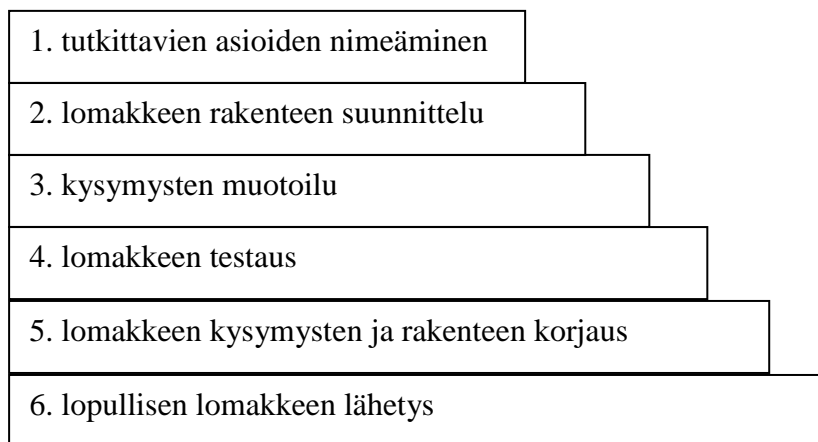 1. tutkittavien asioiden nimeäminen
2. lomakkeen rakenteen suunnittelu
3. kysymysten muotoilu
4. lomakkeen testaus
5. lomakkeen kysymysten ja rakenteen korjaus
6. lopullisen lomakkeen lähetys